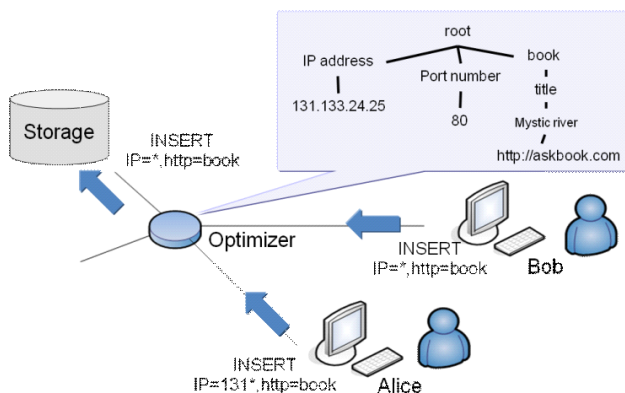 root
IP address
book
Port number
131.133.24.25
title
80
Mystic river
http://askbook.com
Storage
INSERT
IP=*,http=book
Optimizer
INSERT
IP=*,http=book
Bob
INSERT
IP=131*,http=book
Alice